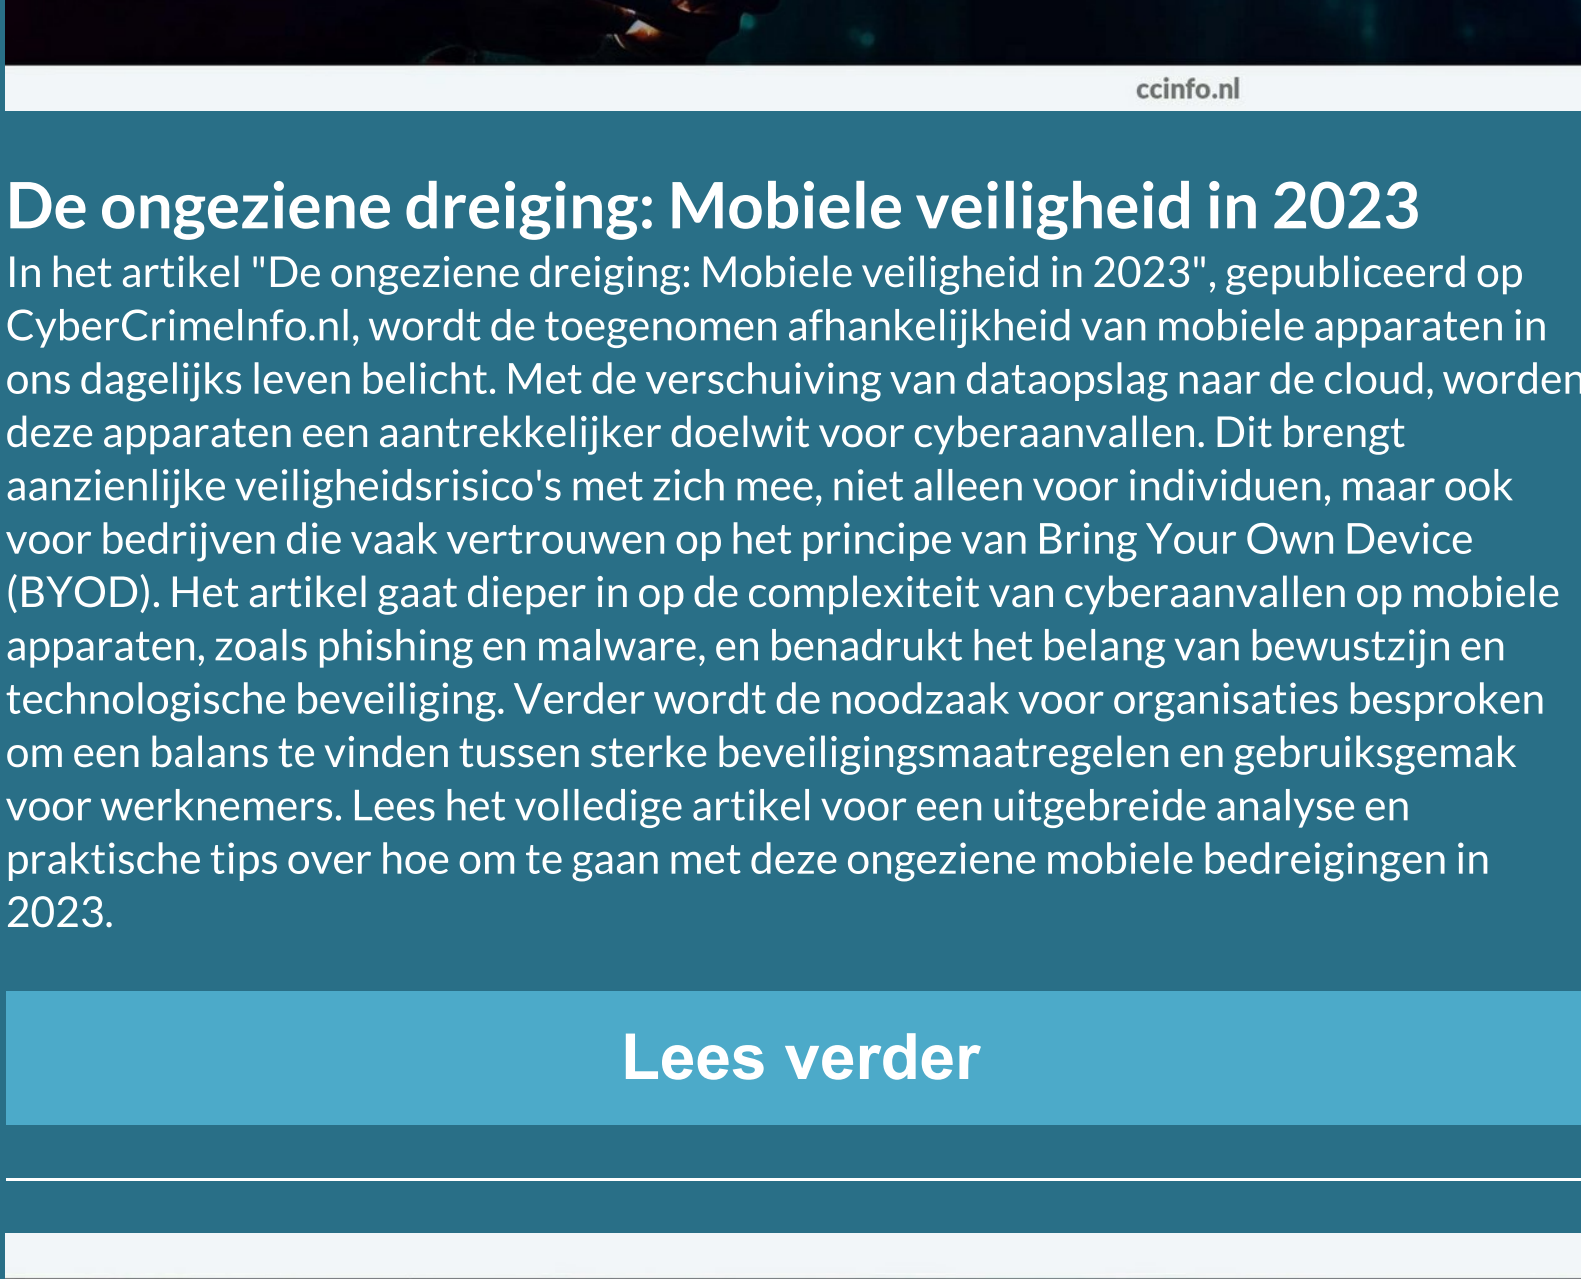 ccinfo.nl
De ongeziene dreiging: Mobiele veiligheid in 2023
In het artikel "De ongeziene dreiging: Mobiele veiligheid in 2023", gepubliceerd op
CyberCrimeInfo.nl, wordt de toegenomen afhankelijkheid van mobiele apparaten in
ons dagelijks leven belicht. Met de verschuiving van dataopslag naar de cloud, worden
deze apparaten een aantrekkelijker doelwit voor cyberaanvallen. Dit brengt
aanzienlijke veiligheidsrisico's met zich mee, niet alleen voor individuen, maar ook
voor bedrijven die vaak vertrouwen op het principe van Bring Your Own Device
(BYOD). Het artikel gaat dieper in op de complexiteit van cyberaanvallen op mobiele
apparaten, zoals phishing en malware, en benadrukt het belang van bewustzijn en
technologische beveiliging. Verder wordt de noodzaak voor organisaties besproken
om een balans te vinden tussen sterke beveiligingsmaatregelen en gebruiksgemak
voor werknemers. Lees het volledige artikel voor een uitgebreide analyse en
praktische tips over hoe om te gaan met deze ongeziene mobiele bedreigingen in
2023.
Lees verder